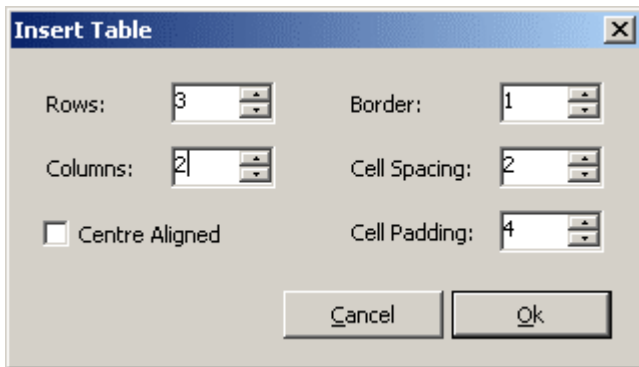 Insert Table
Rows: 3 Border: 1
Columns: 2 Cell Spacing: 2
Centre Aligned Cell Padding: 4
Cancel Ok